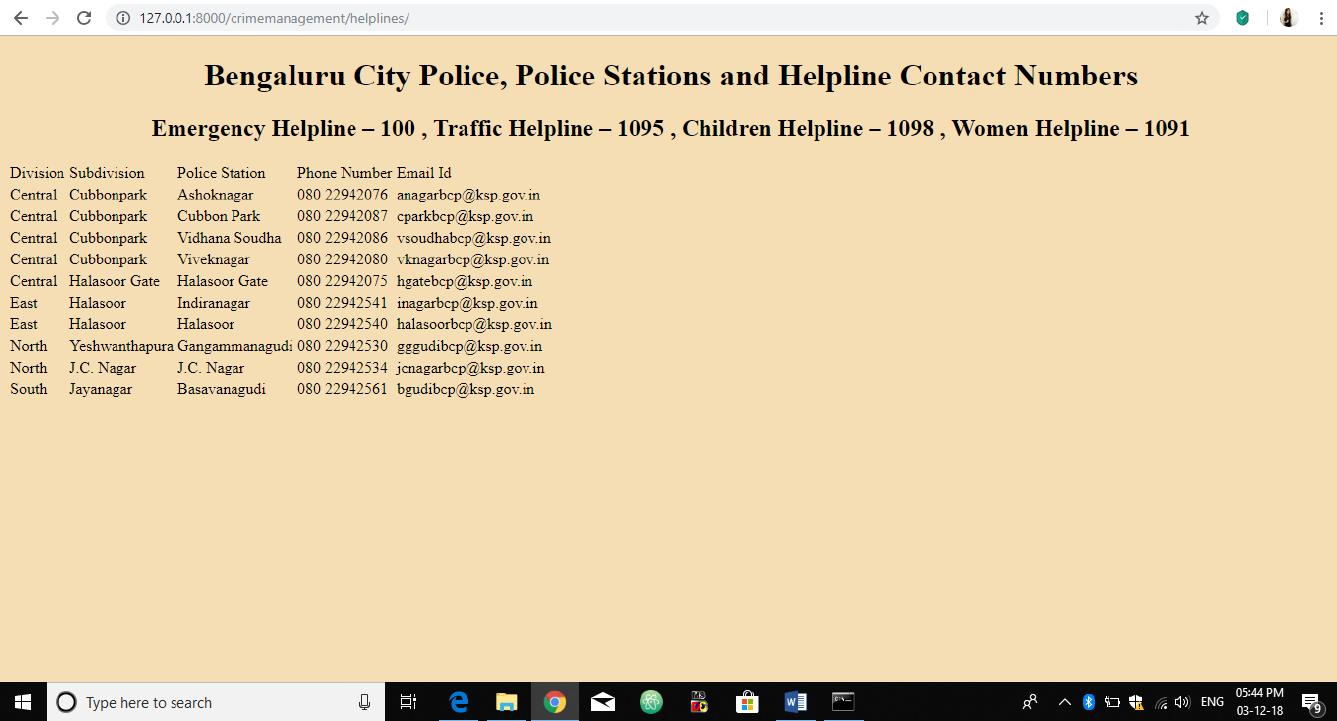 127.0.0.1:8000/crimemanagement/helplines/
Bengaluru City Police, Police Stations and Helpline Contact Numbers
Emergency Helpline – 100 , Traffic Helpline – 1095 , Children Helpline – 1098 , Women Helpline – 1091
Division Subdivision Police Station Phone Number Email Id
Central Cubbonpark Ashoknagar 080 22942076 anagarbcp@ksp.gov.in
Central Cubbonpark Cubbon Park 080 22942087 cparkbcp@ksp.gov.in
Central Cubbonpark Vidhana Soudha 080 22942086 vsoudhabcp@ksp.gov.in
Central Cubbonpark Viveknagar 080 22942080 vknagarbcp@ksp.gov.in
Central Halasoor Gate Halasoor Gate 080 22942075 hgatebcp@ksp.gov.in
East Halasoor Indiranagar 080 22942541 inagarbcp@ksp.gov.in
East Halasoor Halasoor 080 22942540 halasoorbcp@ksp.gov.in
North Yeshwanthapura Gangammanagudi 080 22942530 gggudibcp@ksp.gov.in
North J.C. Nagar J.C. Nagar 080 22942534 jcnagarbcp@ksp.gov.in
South Jayanagar Basavanagudi 080 22942561 bgudibcp@ksp.gov.in
Type here to search
ENG
05:44 PM
03-12-18
9